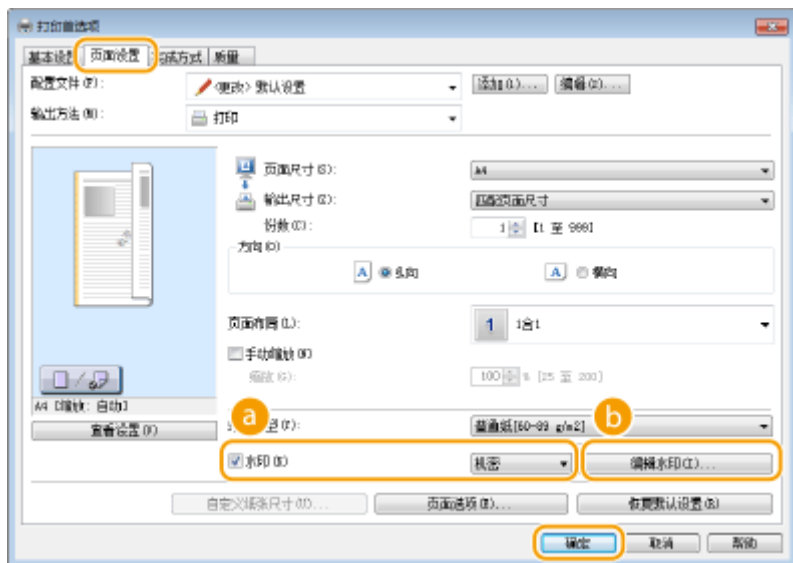 打印首选项
基本设置 页面设置 完成方式 质量
配置文件(F): <更改> 默认设置 添加(1)... 编辑(2)...
输出方法(M): 打印
页面尺寸(S): A4
输出尺寸(Z): 匹配页面尺寸
份数(C): 1 [1 至 999]
方向(O)
A 纵向 A 横向
页面布局(L): 1 1合1
手动缩放(N)
缩放(G): 100 % [25 至 200]
A4 [缩放: 自动]
a b
查看设置(V) 型(P): 普通纸[60-89 g/m2]
水印(K) 机密 编辑水印(I)...
自定义纸张尺寸(U)... 页面选项(R)... 恢复默认设置(R)
确定 取消 帮助